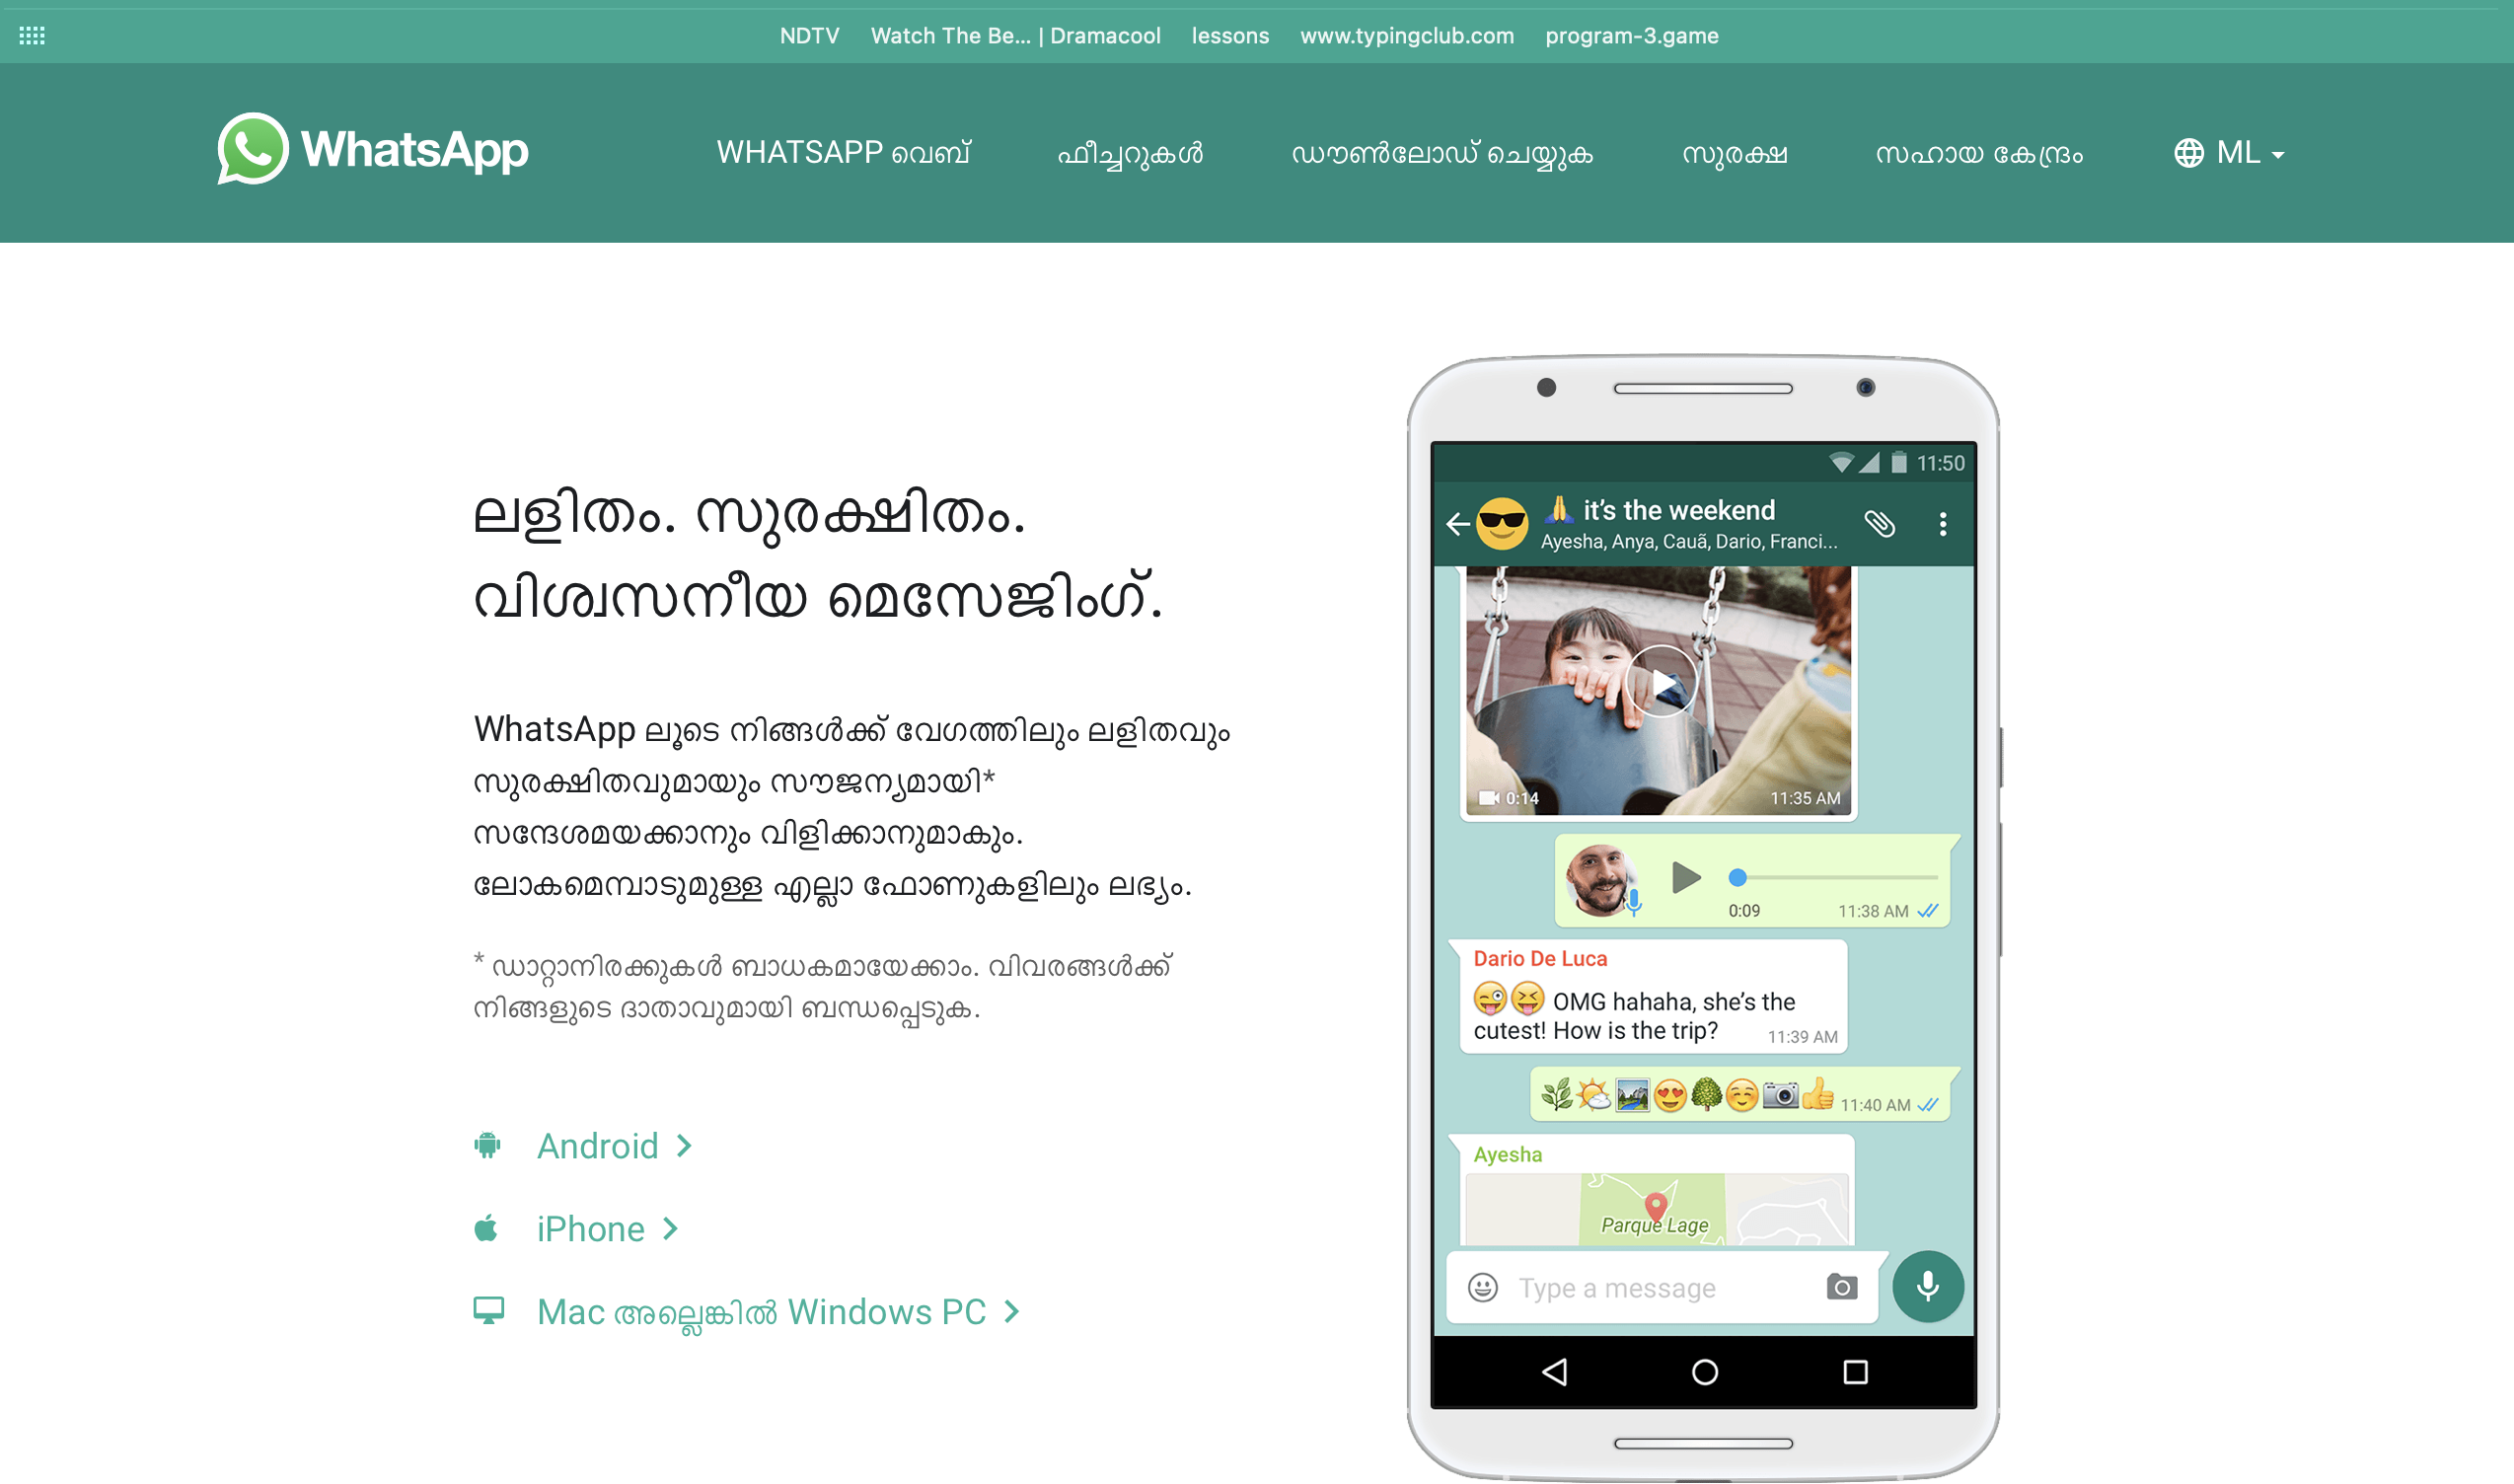 NDTV Watch The Be... | Dramacool lessons www.typingclub.com program-3.game
WhatsApp
WHATSAPP വെബ് ഫീച്ചറുകൾ ഡൗൺലോഡ് ചെയ്യുക സുരക്ഷ സഹായ കേന്ദ്രം ML
ലളിതം. സുരക്ഷിതം.
വിശ്വസനീയ മെസേജിംഗ്.
WhatsApp ലൂടെ നിങ്ങൾക്ക് വേഗത്തിലും ലളിതവും
സുരക്ഷിതവുമായും സൗജന്യമായി*
സന്ദേശമയക്കാനും വിളിക്കാനുമാകും.
ലോകമെമ്പാടുമുള്ള എല്ലാ ഫോണുകളിലും ലഭ്യം.
* ഡാറ്റാനിരക്കുകൾ ബാധകമായേക്കാം. വിവരങ്ങൾക്ക്
നിങ്ങളുടെ ദാതാവുമായി ബന്ധപ്പെടുക.
Android
iPhone
Mac അല്ലെങ്കിൽ Windows PC
11:50
🙏 it's the weekend
Ayesha, Anya, Cauã, Dario, Franci...
0:14 11:35 AM
0:09 11:38 AM
Dario De Luca
😜😝 OMG hahaha, she's the
cutest! How is the trip? 11:39 AM
🌿🌤🏞😍🌳☺️📷👍 11:40 AM
Ayesha
Parque Lage
Type a message